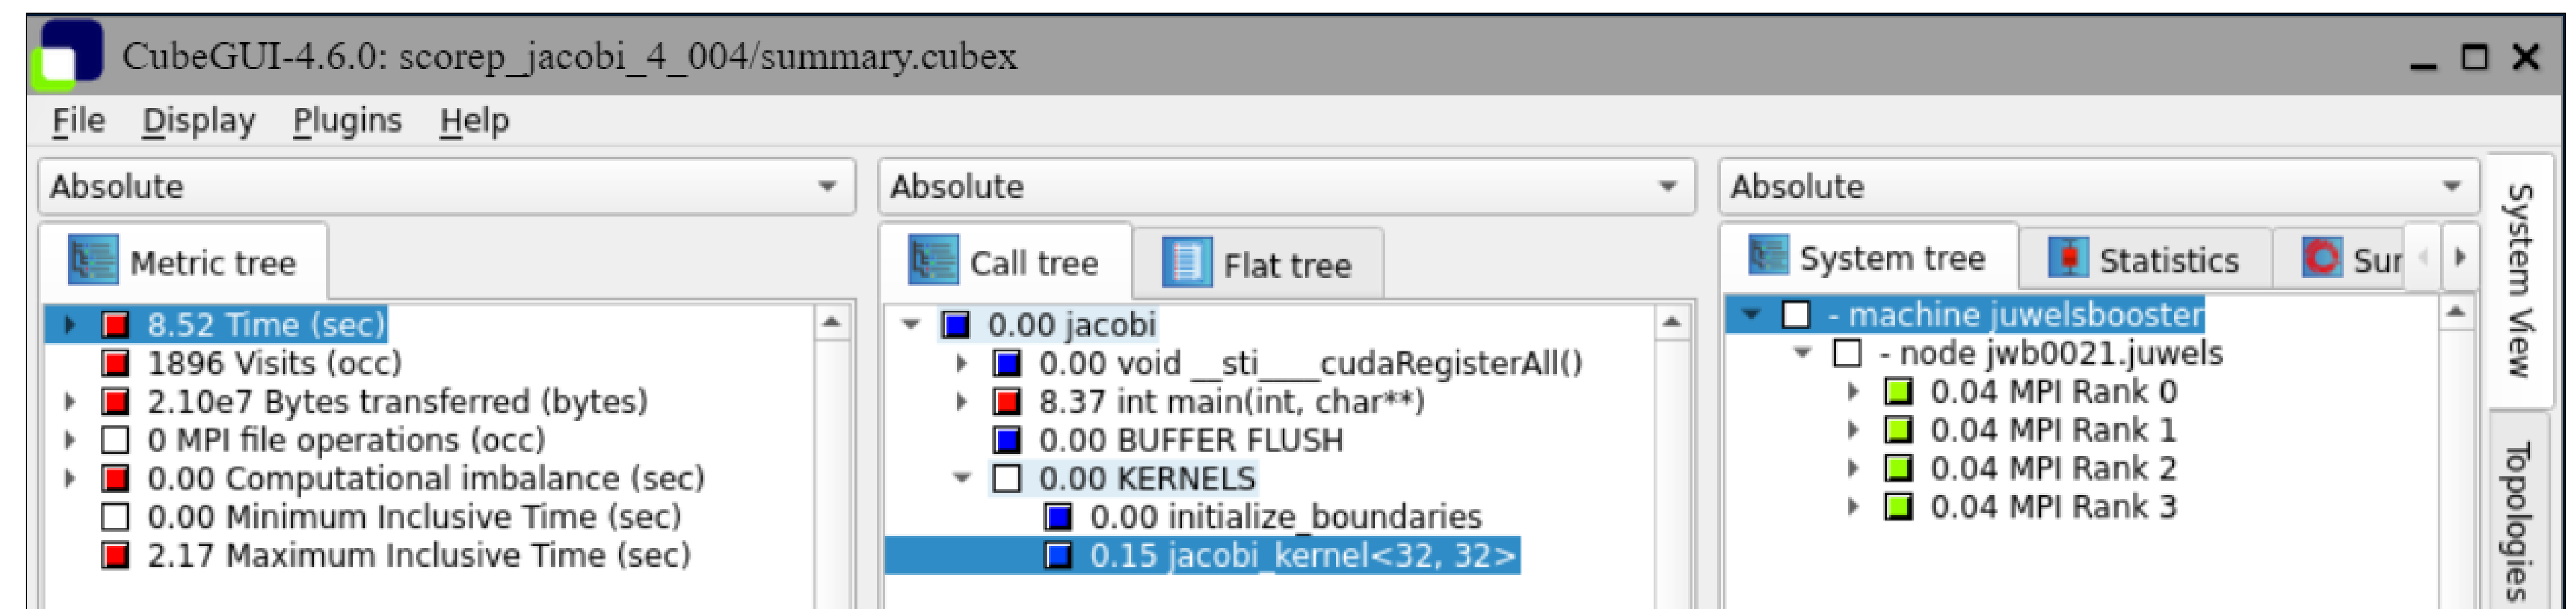 CubeGUI-4.6.0: scorep_jacobi_4_004/summary.cubex
File Display Plugins Help
Absolute
Metric tree
8.52 Time (sec)
1896 Visits (occ)
2.10e7 Bytes transferred (bytes)
0 MPI file operations (occ)
0.00 Computational imbalance (sec)
0.00 Minimum Inclusive Time (sec)
2.17 Maximum Inclusive Time (sec)
Absolute
Call tree Flat tree
0.00 jacobi
0.00 void __sti____cudaRegisterAll()
8.37 int main(int, char**)
0.00 BUFFER FLUSH
0.00 KERNELS
0.00 initialize_boundaries
0.15 jacobi_kernel<32, 32>
Absolute
System tree Statistics Sur
- machine juwelsbooster
- node jwb0021.juwels
0.04 MPI Rank 0
0.04 MPI Rank 1
0.04 MPI Rank 2
0.04 MPI Rank 3
System View
Topologies